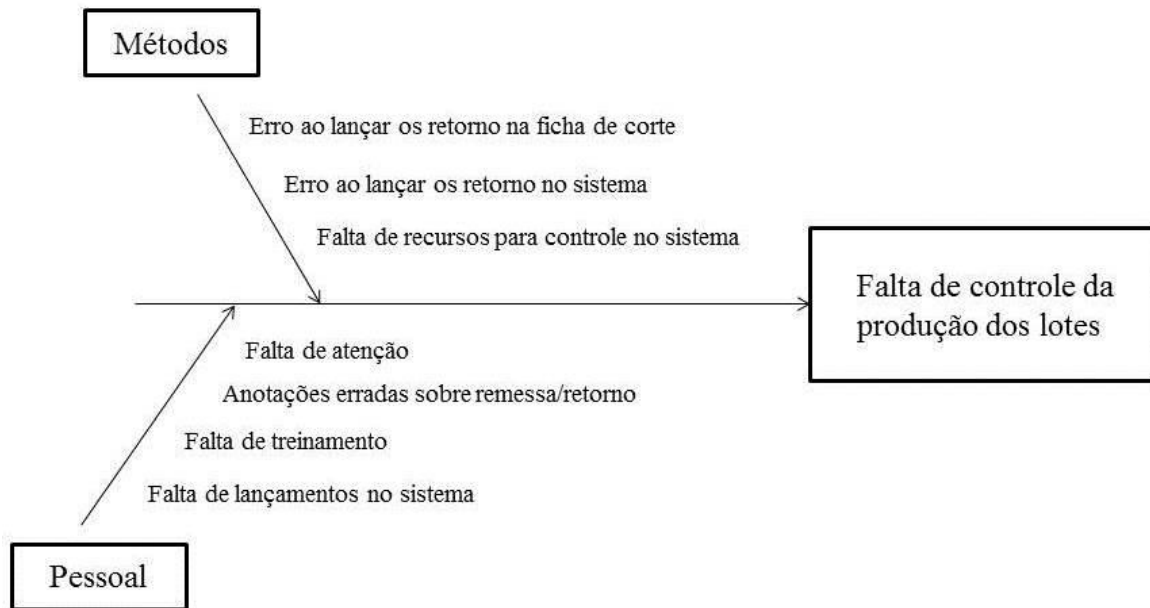 Métodos
Erro ao lançar os retorno na ficha de corte
Erro ao lançar os retorno no sistema
Falta de recursos para controle no sistema
Falta de controle da
produção dos lotes
Falta de atenção
Anotações erradas sobre remessa/retorno
Falta de treinamento
Falta de lançamentos no sistema
Pessoal